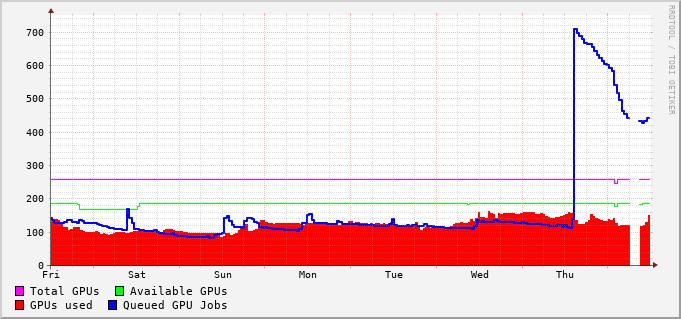 RRDTOOL / TOBI OETIKER
700
600
500
400
300
200
100
0
Fri Sat Sun Mon Tue Wed Thu
Total GPUs Available GPUs
GPUs used Queued GPU Jobs